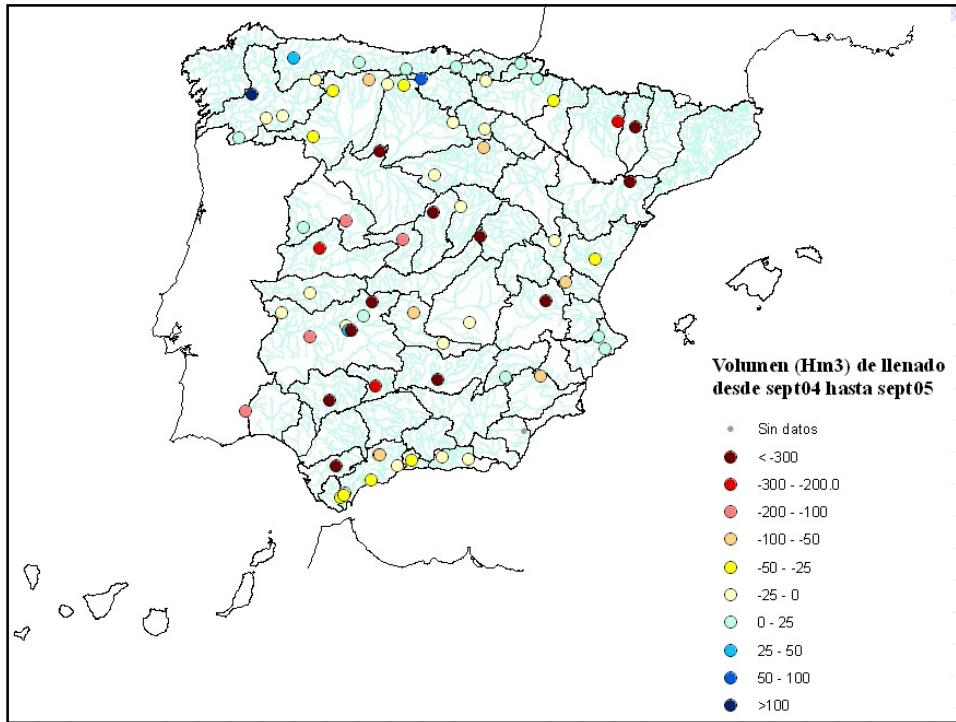 Volumen (Hm3) de llenado
desde sept04 hasta sept05
Sin datos
< -300
-300 - -200.0
-200 - -100
-100 - -50
-50 - -25
-25 - 0
0 - 25
25 - 50
50 - 100
>100